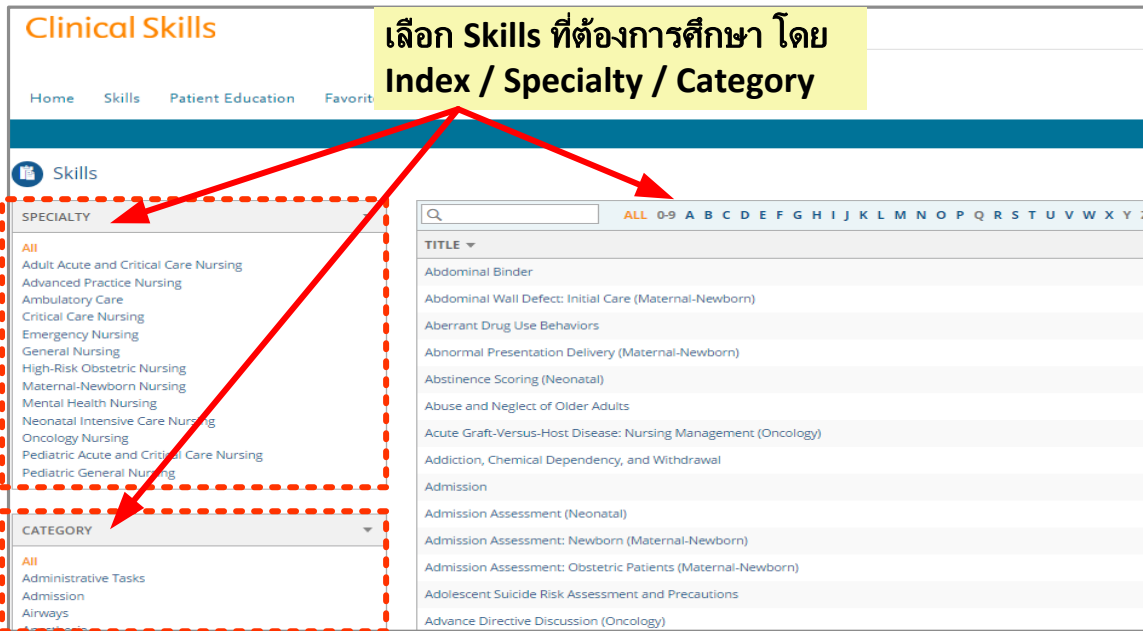 Clinical Skills
เลือก Skills ที่ต้องการศึกษา โดย
Index / Specialty / Category
Home Skills Patient Education
Skills
SPECIALTY
All
Adult Acute and Critical Care Nursing
Advanced Practice Nursing
Ambulatory Care
Critical Care Nursing
Emergency Nursing
General Nursing
High-Risk Obstetric Nursing
Maternal-Newborn Nursing
Mental Health Nursing
Neonatal Intensive Care Nursing
Oncology Nursing
Pediatric Acute and Critical Care Nursing
Pediatric General Nursing
CATEGORY
All
Administrative Tasks
Admission
Airways
ALL 0-9 A B C D E F G H I J K L M N O P Q R S T U V W X Y
TITLE
Abdominal Binder
Abdominal Wall Defect: Initial Care (Maternal-Newborn)
Aberrant Drug Use Behaviors
Abnormal Presentation Delivery (Maternal-Newborn)
Abstinence Scoring (Neonatal)
Abuse and Neglect of Older Adults
Acute Graft-Versus-Host Disease: Nursing Management (Oncology)
Addiction, Chemical Dependency, and Withdrawal
Admission
Admission Assessment (Neonatal)
Admission Assessment: Newborn (Maternal-Newborn)
Admission Assessment: Obstetric Patients (Maternal-Newborn)
Adolescent Suicide Risk Assessment and Precautions
Advance Directive Discussion (Oncology)